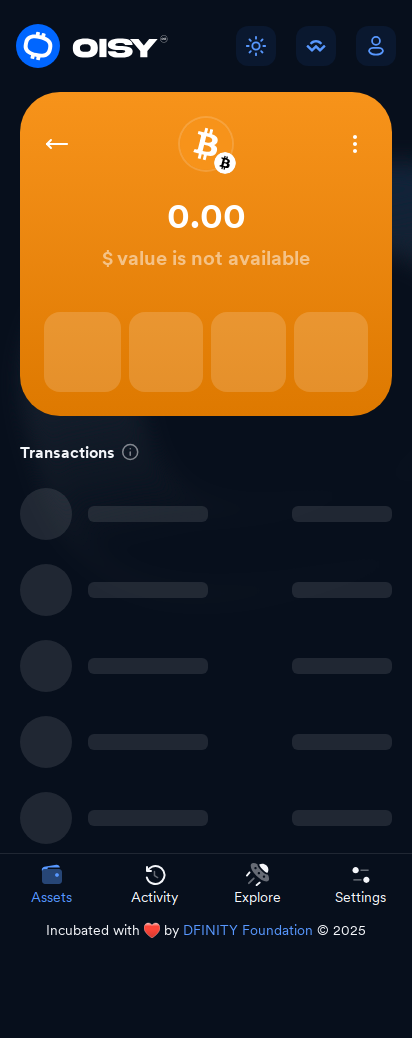 OISY
0.00
$ value is not available
Transactions
Assets
Activity
Explore
Settings
Incubated with ❤️ by DFINITY Foundation © 2025